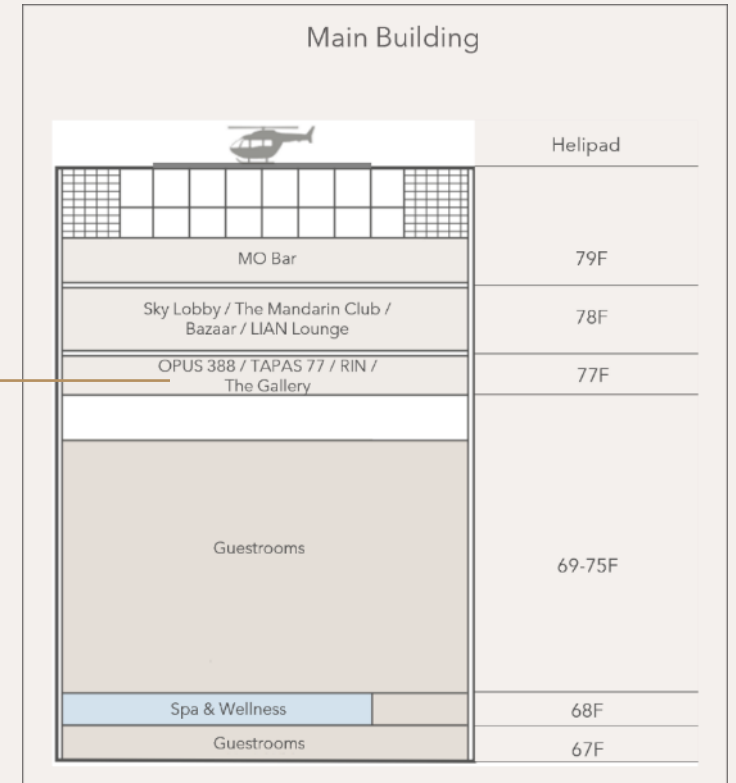 Main Building
Helipad
MO Bar
79F
Sky Lobby / The Mandarin Club /
Bazaar / LIAN Lounge
78F
OPUS 388 / TAPAS 77 / RIN /
The Gallery
77F
Guestrooms
69-75F
Spa & Wellness
68F
Guestrooms
67F